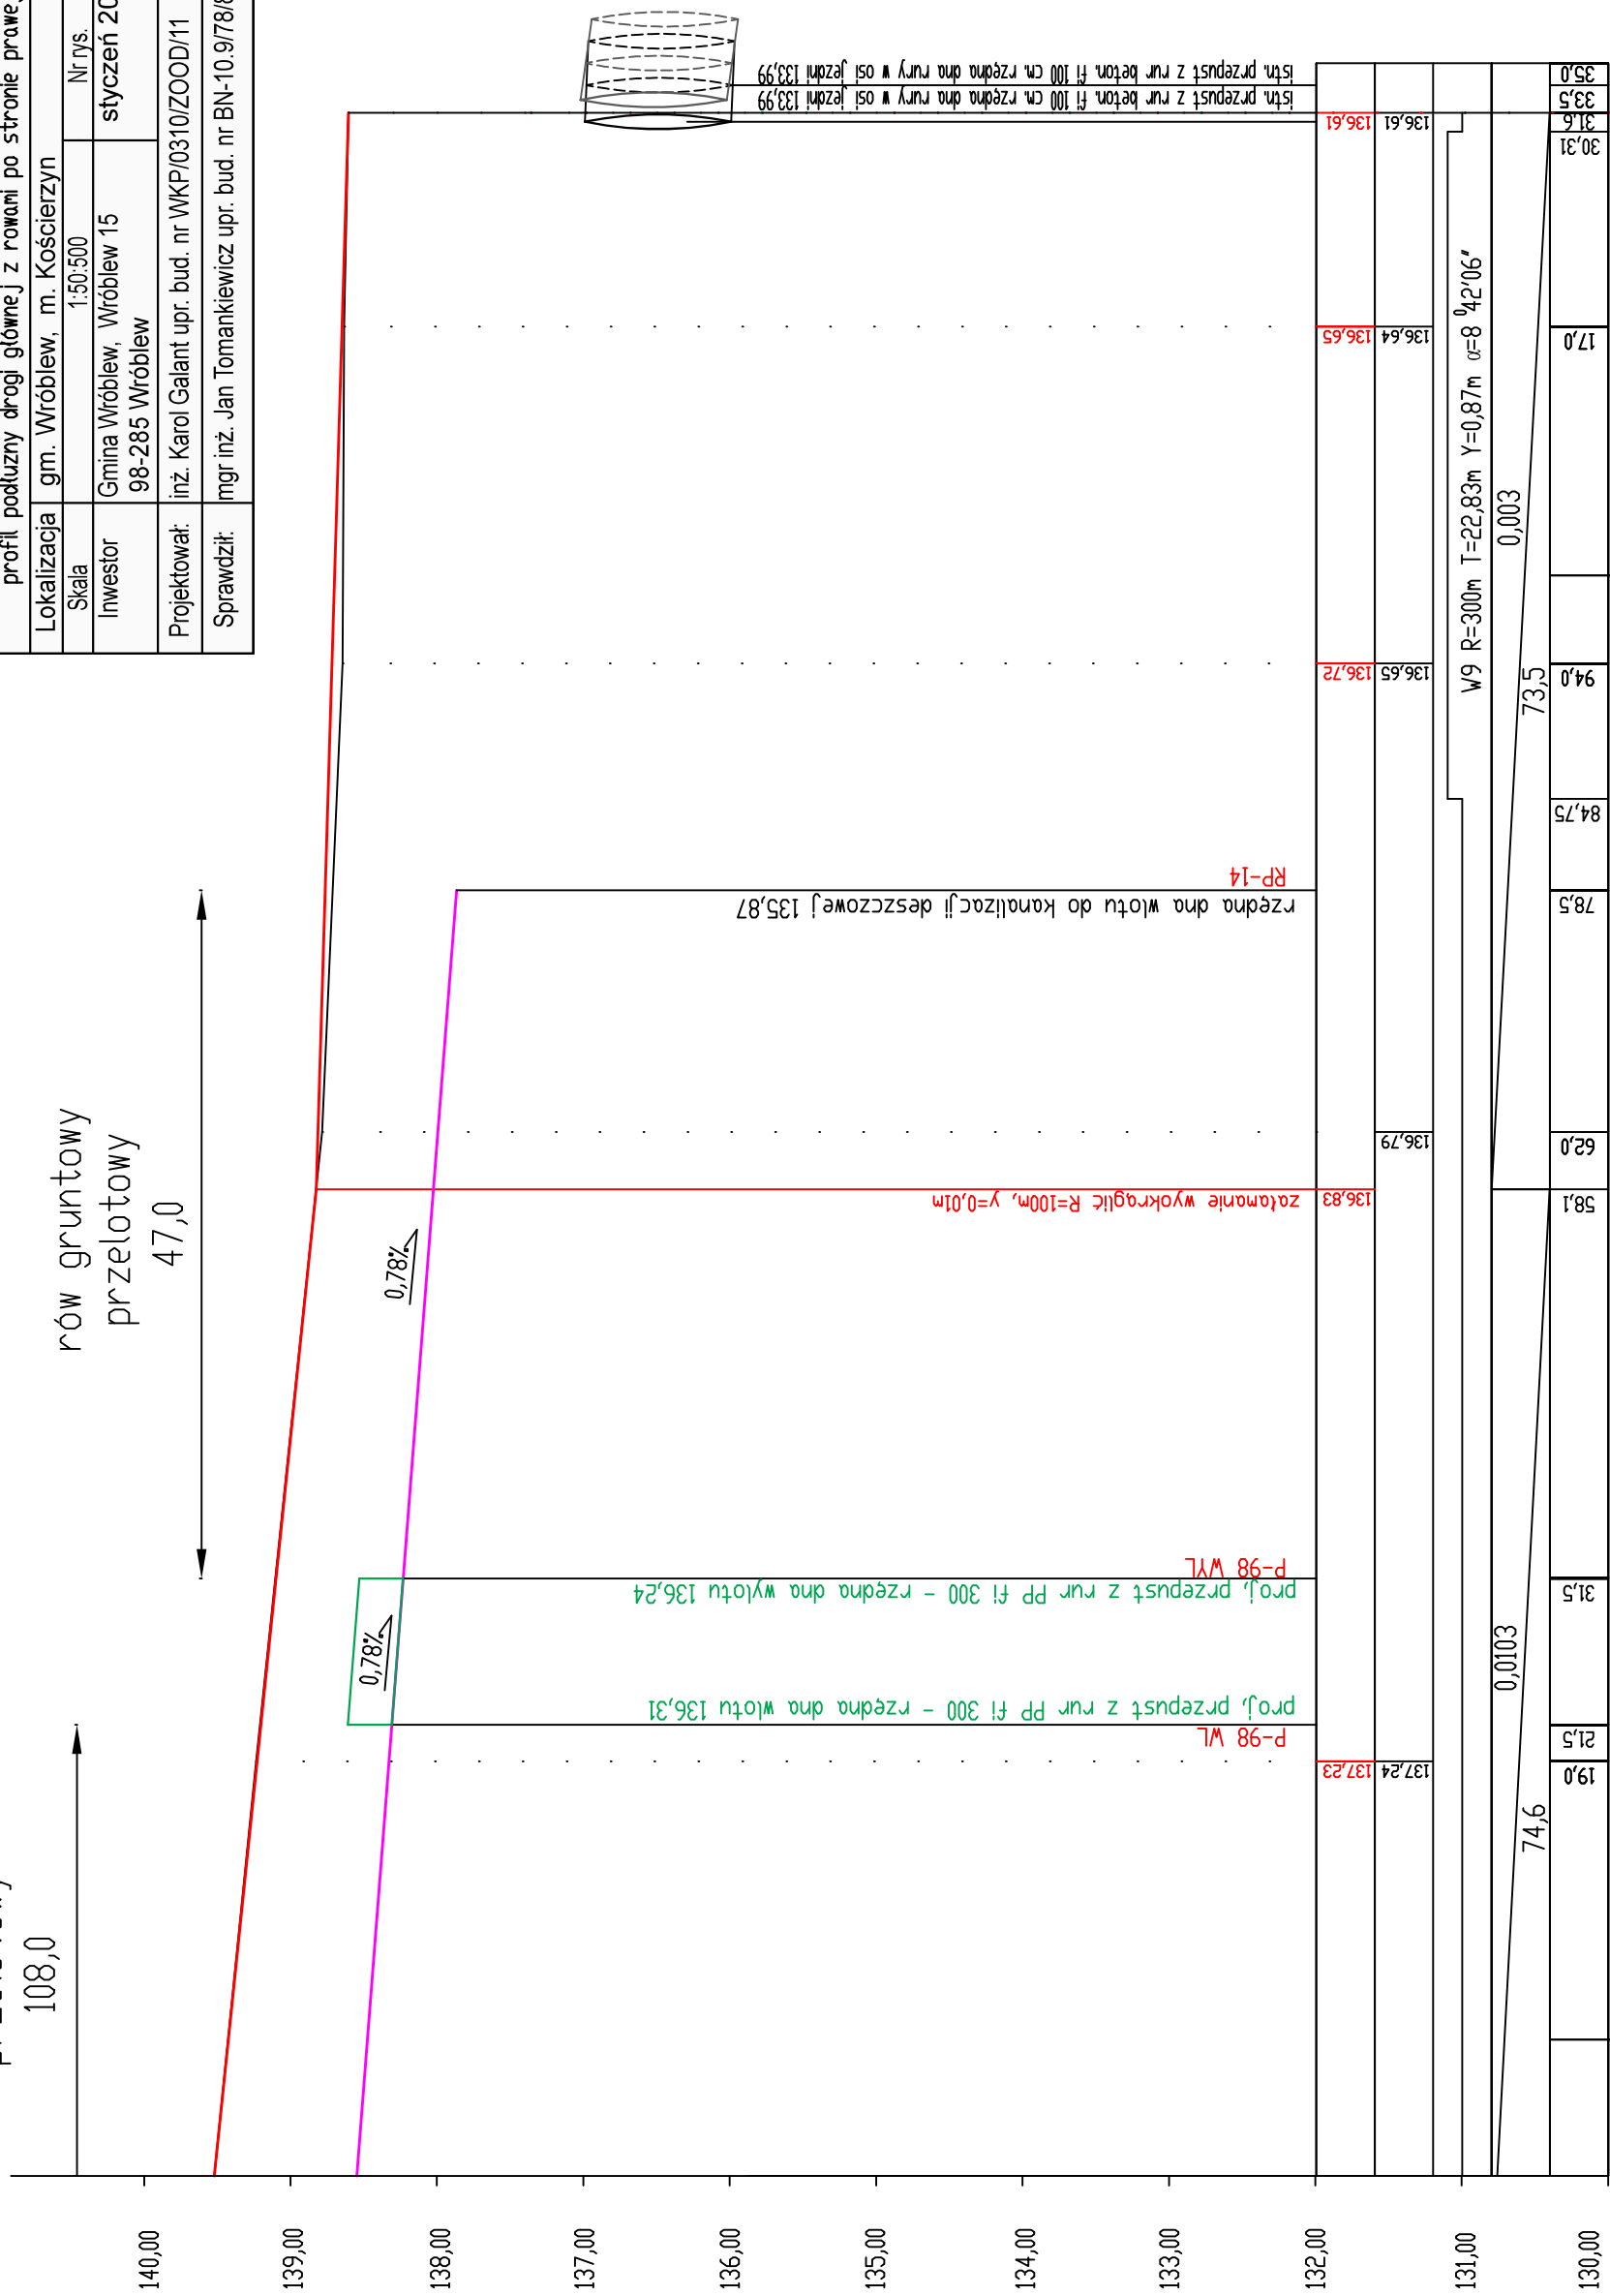 profil podłużny drogi głównej z rowami po stronie
Lokalizacja gm. Wróblew, m. Kościerzyn
Skala 1:50:500 Nr rys.
Inwestor Gmina Wróblew, Wróblew 15
98-285 Wróblew
styczeń
Projektował: inż. Karol Galant upr. bud. nr WKP/0310/ZOOD/11
Sprawdził: mgr inż. Jan Tomankiewicz upr. bud. nr
108,0
rów gruntowy
przelotowy
47,0
0,78%
0,78%
140,00
139,00
138,00
137,00
136,00
135,00
134,00
133,00
132,00
131,00
130,00
P-98 WL
proj. przepust z rur PP fi 300 - rzędna dna wlotu 136,31
proj. przepust z rur PP fi 300 - rzędna dna wylotu 136,24
P-98 WYL
załamanie wyokrąglić R=100m, y=0,01m
rzędna dna wlotu do kanalizacji deszczowej 135,87
RP-14
istn. przepust z rur beton. fi 100 cm. rzędna dna rury w osi jezdni 133,99
istn. przepust z rur beton. fi 100 cm. rzędna dna rury w osi jezdni 133,99
137,23
136,83
136,72
136,65
136,61
137,24
136,79
136,65
136,64
136,61
W9 R=300m T=22,83m Y=0,87m α=8 0 42'06"
0,0103
74,6
0,003
73,5
19,0
21,5
31,5
58,1
62,0
78,5
84,75
94,0
17,0
30,31
31,6
33,5
35,0